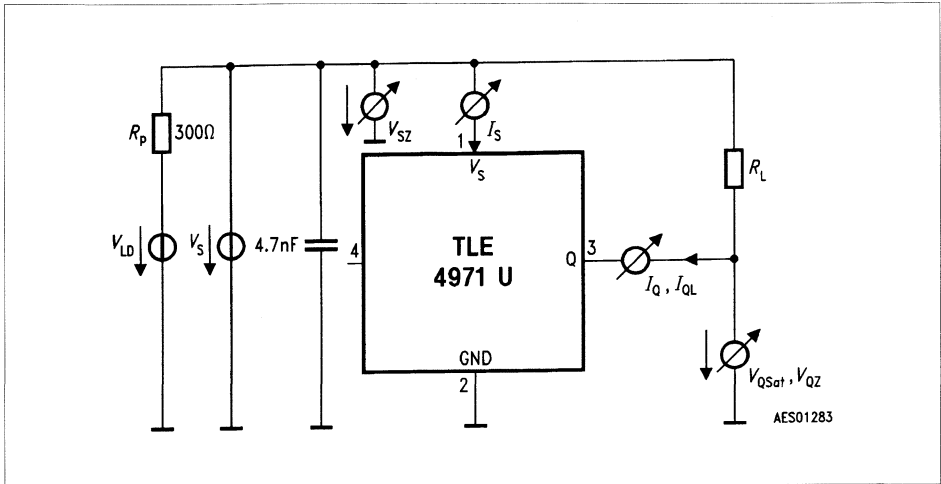 R_P 300Ω
V_LD
V_S
4.7nF
V_SZ
I_S
1
V_S
TLE
4971 U
4
Q
3
GND
2
I_Q , I_QL
R_L
V_QSat , V_QZ
AES01283